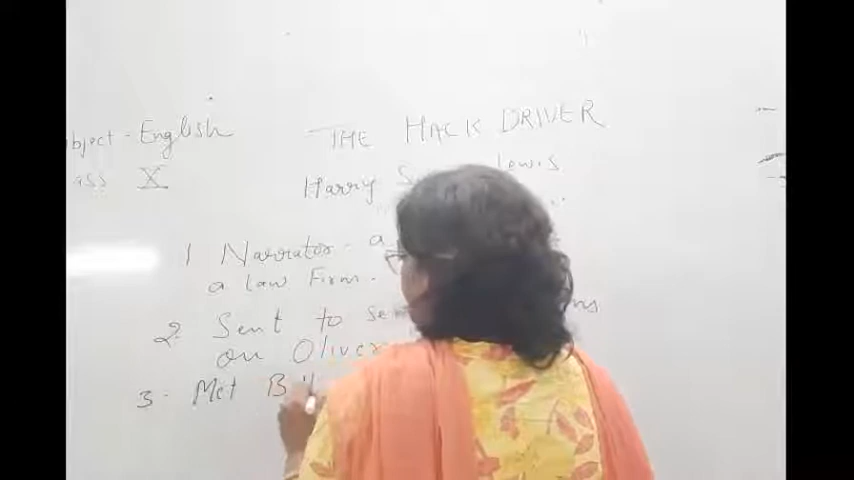 bject - English
ass X
THE HACK DRIVER
Harry S Lewis
1 Narrator - a
a law Firm.
2. Sent to se
on Oliver
3. Met B